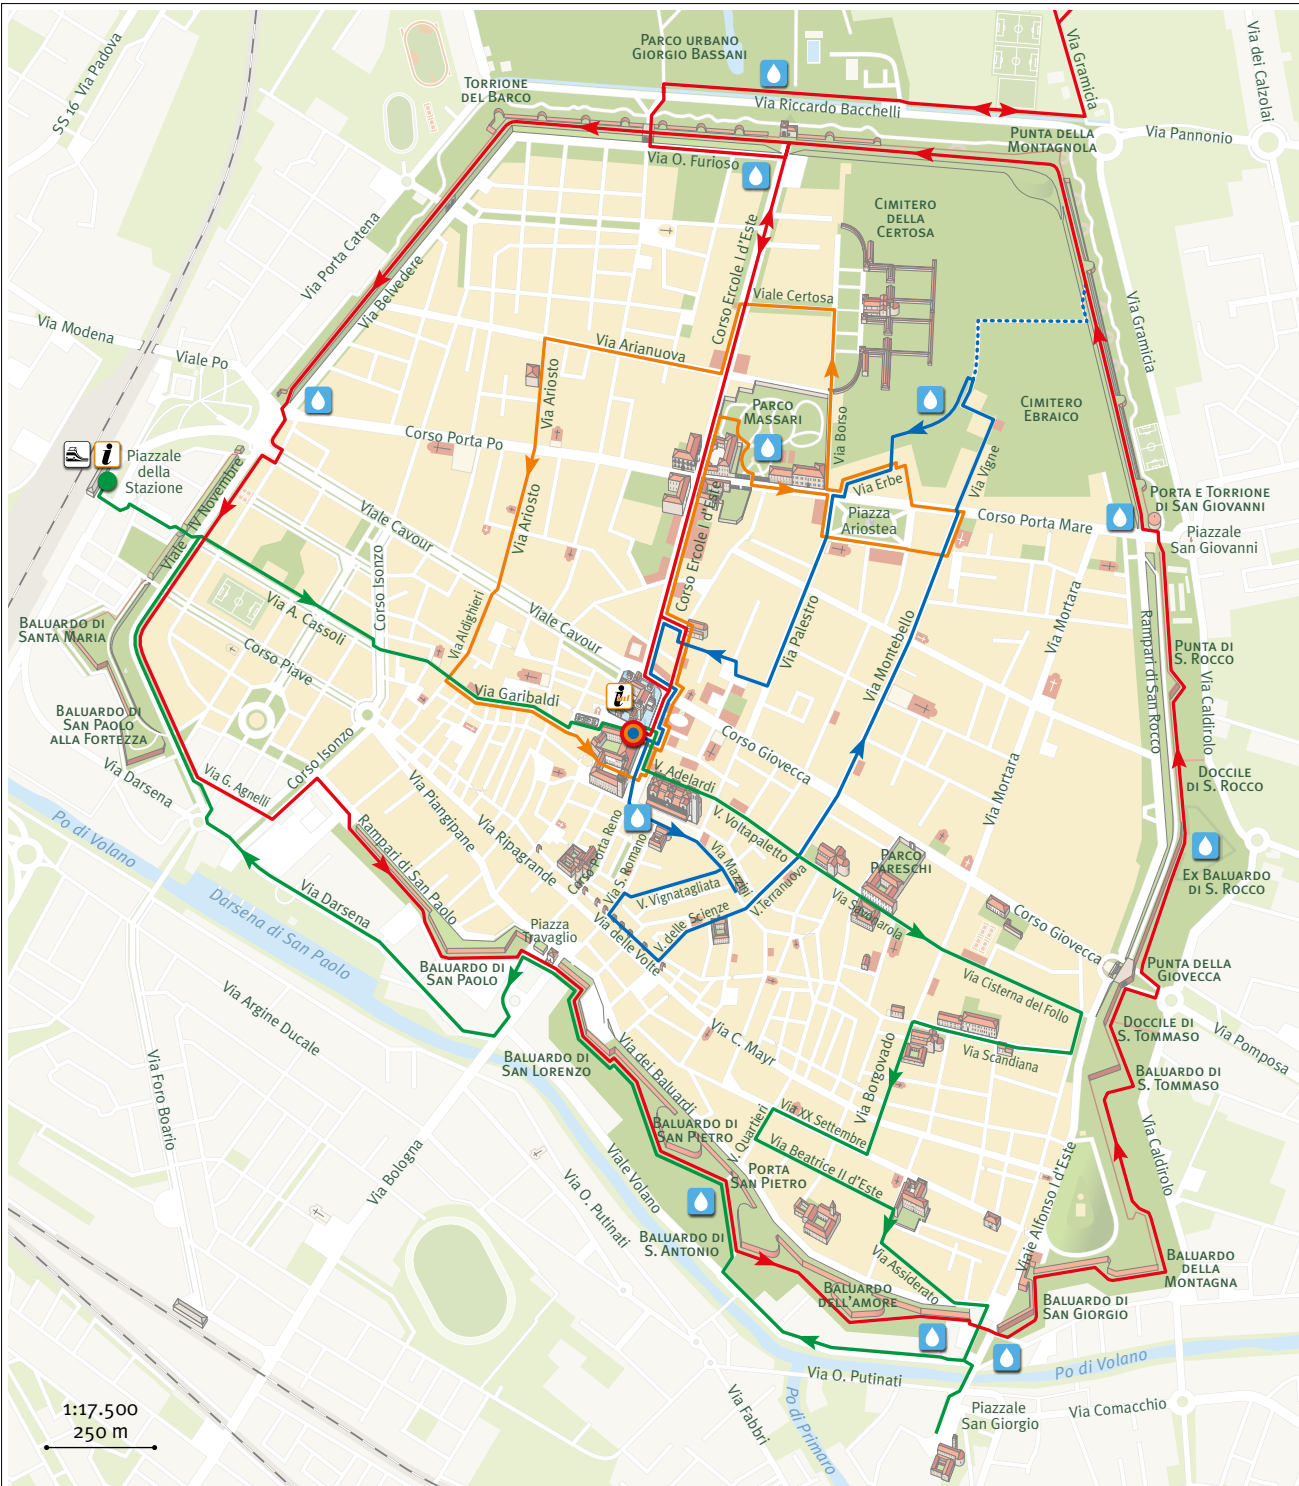 SS 16 Via Padova
PARCO URBANO
GIORGIO BASSANI
Via Gramicia
Via dei Calzolai
TORRIONE
DEL BARCO
Via Riccardo Bacchelli
Via Pannonio
PUNTA DELLA
MONTAGNOLA
Via O. Furioso
CIMITERO
DELLA
CERTOSA
Via Porta Catena
Via Belvedere
Corso Ercole I d'Este
Viale Certosa
Via Gramicia
Via Modena
Viale Po
Via Arianuova
Via Ariosto
PARCO
MASSARI
Via Borso
CIMITERO
EBRAICO
Corso Porta Po
Via Vigne
i
Piazzale
della
Stazione
Viale IV Novembre
Via Erbe
Piazza
Ariostea
Corso Porta Mare
PORTA E TORRIONE
DI SAN GIOVANNI
Piazzale
San Giovanni
Viale Cavour
Via Ariosto
Corso Ercole I d'Este
Corso Isonzo
Via A. Cassoli
Via Aldighieri
Viale Cavour
Via Palestro
Via Montebello
Via Mortara
Rampari di San Rocco
BALUARDO DI
SANTA MARIA
Corso Piave
PUNTA DI
S. ROCCO
Via Caldirolo
Via Garibaldi
i
BALUARDO DI
SAN PAOLO
ALLA FORTEZZA
Corso Isonzo
Corso Giovecca
Via Darsena
Via G. Agnelli
V. Adelardi
Via Mortara
DOCCILE
DI S. ROCCO
Po di Volano
Via Piangipane
Via Ripagrande
Corso Porta Reno
V. Voltapaletto
Rampari di San Paolo
Via S. Romano
Via Mazzini
PARCO
PARESCHI
EX BALUARDO
DI S. ROCCO
Darsena di San Paolo
Via Darsena
V. Vignatagliata
V. Terranuova
Via Savonarola
V. delle Scienze
Via delle Volte
Piazza
Travaglio
Corso Giovecca
BALUARDO DI
SAN PAOLO
PUNTA DELLA
GIOVECCA
Via Cisterna del Follo
Via Argine Ducale
Via C. Mayr
DOCCILE DI
S. TOMMASO
Via Pomposa
Via Foro Boario
BALUARDO DI
SAN LORENZO
Via dei Baluardi
Via Borgovado
Via Scandiana
BALUARDO DI
S. TOMMASO
BALUARDO DI
SAN PIETRO
V. Quartieri
Via XX Settembre
Via Beatrice II d'Este
PORTA
SAN PIETRO
Via Bologna
Viale Volano
Via O. Putinati
Viale Alfonso I d'Este
Via Caldirolo
BALUARDO DI
S. ANTONIO
Via Assiderato
BALUARDO
DELLA
MONTAGNA
BALUARDO
DELL'AMORE
BALUARDO DI
SAN GIORGIO
Po di Volano
Via O. Putinati
Via Fabbri
Po di Primaro
Piazzale
San Giorgio
Via Comacchio
1:17.500
250 m